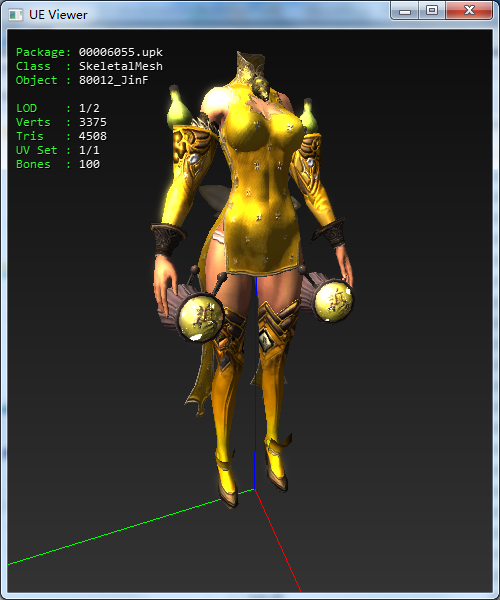 UE Viewer
Package: 00006055.upk
Class : SkeletalMesh
Object : 80012_JinF
LOD : 1/2
Verts : 3375
Tris : 4508
UV Set : 1/1
Bones : 100